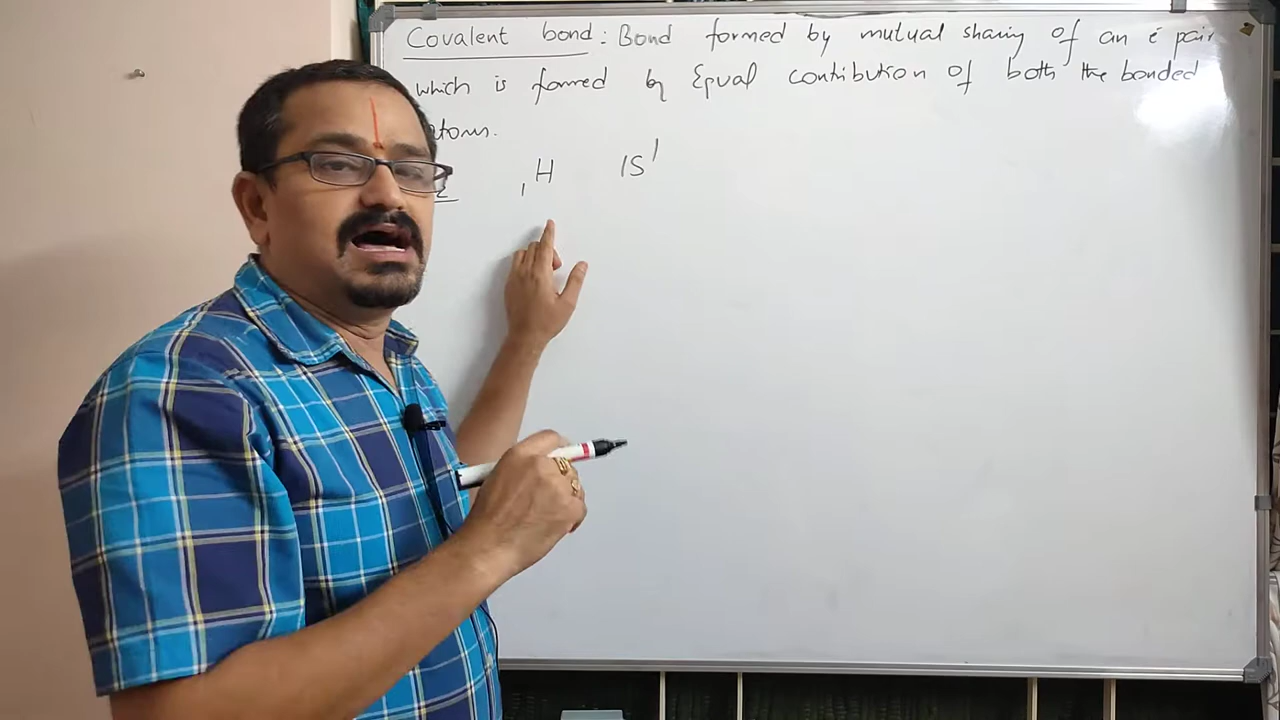 Covalent bond : Bond formed by mutual sharing of an e pair
which is formed by Equal contribution of both the bonded
atoms.
₁H 1S¹